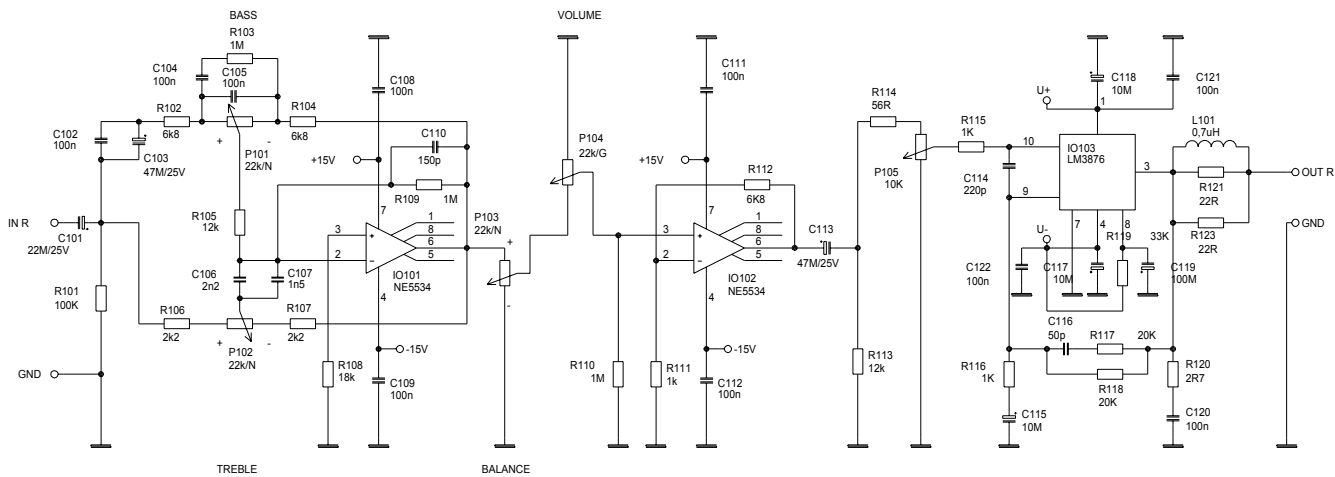 BASS
VOLUME
R103
1M
C104
100n
C105
100n
R102
6k8
R104
6k8
C102
100n
C103
47M/25V
+
-
P101
22k/N
C108
100n
+15V
C110
150p
R109
1M
P104
22k/G
C111
100n
+15V
R112
6K8
R114
56R
P105
10K
R115
1K
C114
220p
U+
C118
10M
C121
100n
1
10
9
IO103
LM3876
3
7
4
8
L101
0,7uH
R121
22R
R123
22R
OUT R
GND
IN R
C101
22M/25V
R105
12k
C106
2n2
C107
1n5
3
2
+
-
7
1
8
6
5
4
IO101
NE5534
P103
22k/N
+
-
3
2
+
-
7
1
8
6
5
4
IO102
NE5534
C113
47M/25V
U-
R119
33K
C122
100n
C117
10M
C119
100M
R101
100K
R106
2k2
R107
2k2
+
-
P102
22k/N
-15V
R108
18k
C109
100n
R110
1M
R111
1k
-15V
C112
100n
R113
12k
C116
50p
R117
20K
R118
20K
R116
1K
C115
10M
R120
2R7
C120
100n
GND
TREBLE
BALANCE